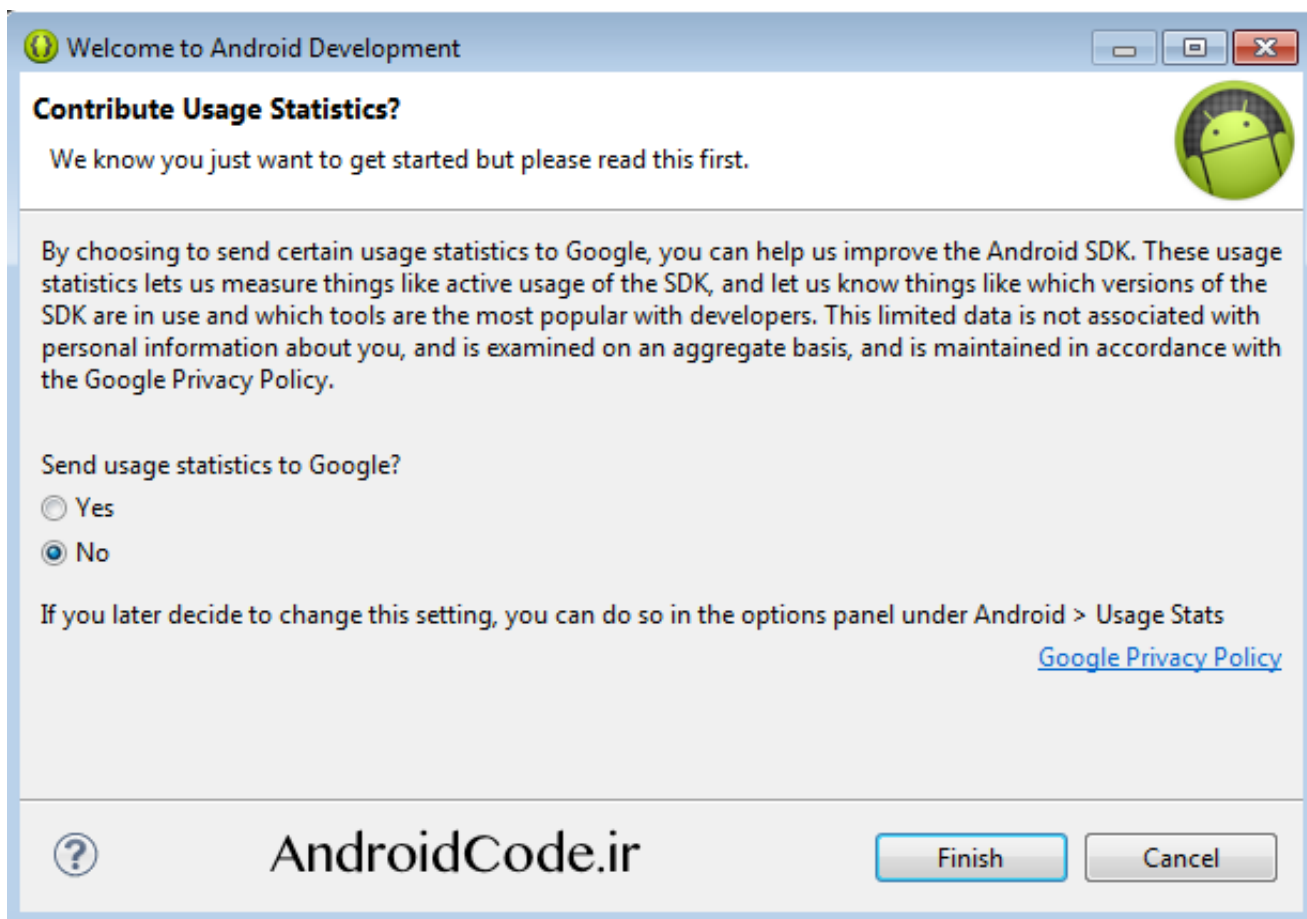 Welcome to Android Development
Contribute Usage Statistics?
We know you just want to get started but please read this first.
By choosing to send certain usage statistics to Google, you can help us improve the Android SDK. These usage
statistics lets us measure things like active usage of the SDK, and let us know things like which versions of the
SDK are in use and which tools are the most popular with developers. This limited data is not associated with
personal information about you, and is examined on an aggregate basis, and is maintained in accordance with
the Google Privacy Policy.
Send usage statistics to Google?
Yes
No
If you later decide to change this setting, you can do so in the options panel under Android > Usage Stats
Google Privacy Policy
? AndroidCode.ir Finish Cancel